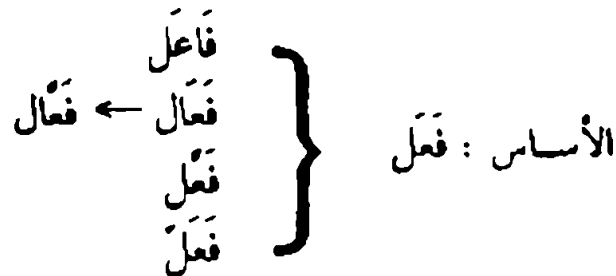 فَاعَل
فَعَال ← فَعَّال
الأساس : فَعَل
فَعَّل
فَعَلّ